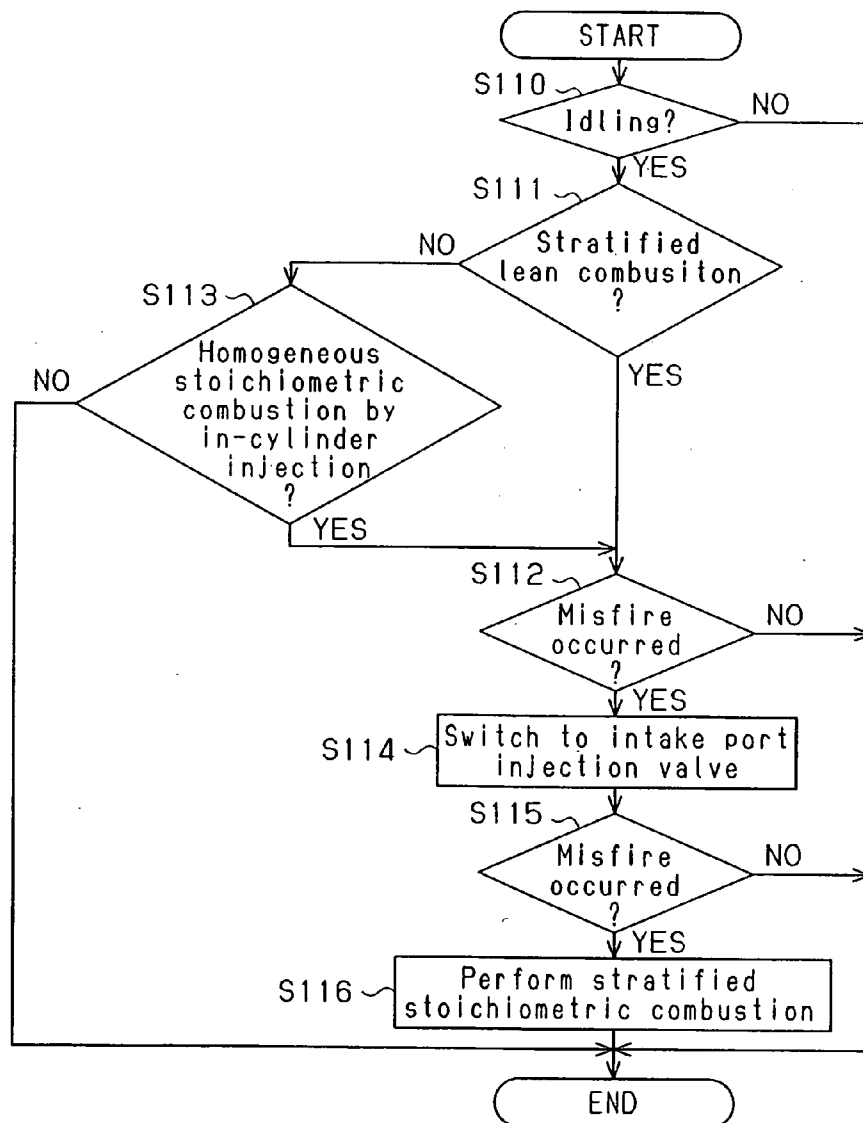 START
S110
Idling?
NO
YES
S111
Stratified
lean combusiton
?
NO
YES
S113
Homogeneous
stoichiometric
combustion by
in-cylinder
injection
?
NO
YES
S112
Misfire
occurred
?
NO
YES
S114
Switch to intake port
injection valve
S115
Misfire
occurred
?
NO
YES
S116
Perform stratified
stoichiometric combustion
END